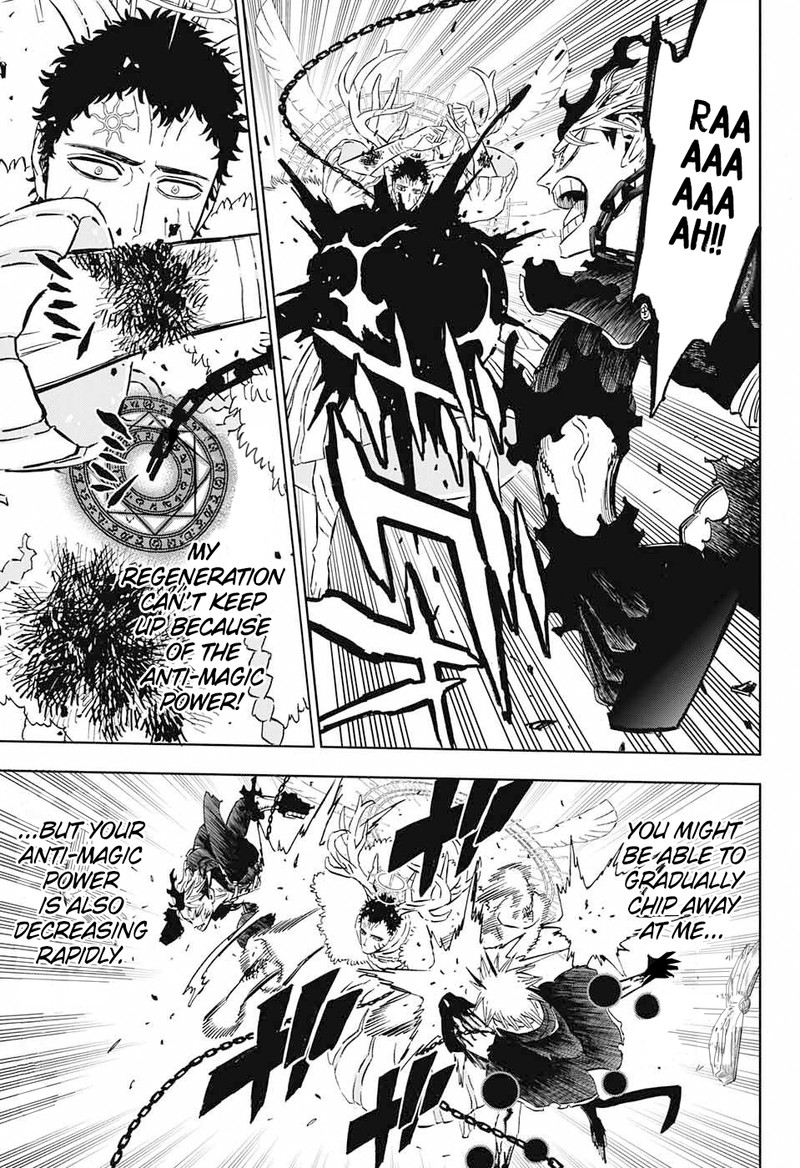 RAA
AAA
AAA
AH!!
MY
REGENERATION
CAN'T KEEP
UP BECAUSE
OF THE
ANTI-MAGIC
POWER!
YOU MIGHT
BE ABLE TO
GRADUALLY
CHIP AWAY
AT ME...
...BUT YOUR
ANTI-MAGIC
POWER
IS ALSO
DECREASING
RAPIDLY.